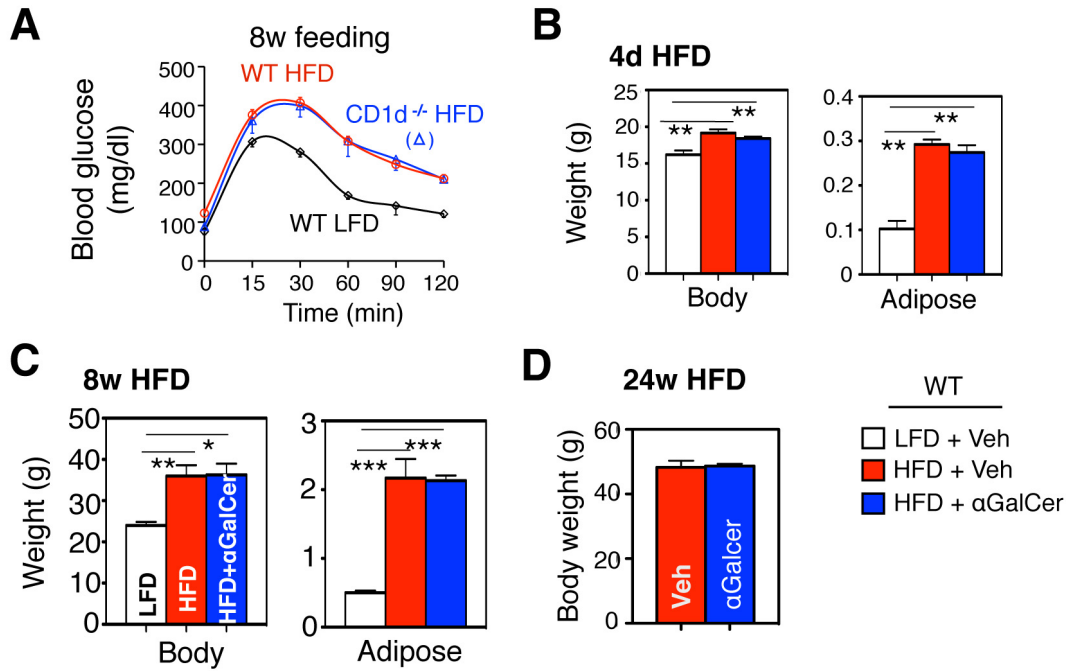 A
8w feeding
Blood glucose
(mg/dl)
500
400
300
200
100
0
WT HFD
CD1d -/- HFD
(Δ)
WT LFD
0 15 30 60 90 120
Time (min)
B
4d HFD
Weight (g)
25
20
15
10
5
0
**
**
Body
0.4
0.3
0.2
0.1
0
**
**
Adipose
C
8w HFD
Weight (g)
50
40
30
20
10
0
*
**
LFD
HFD
HFD+αGalCer
Body
3
2
1
0
***
***
Adipose
D
24w HFD
Body weight (g)
60
40
20
0
Veh
αGalcer
WT
LFD + Veh
HFD + Veh
HFD + αGalCer